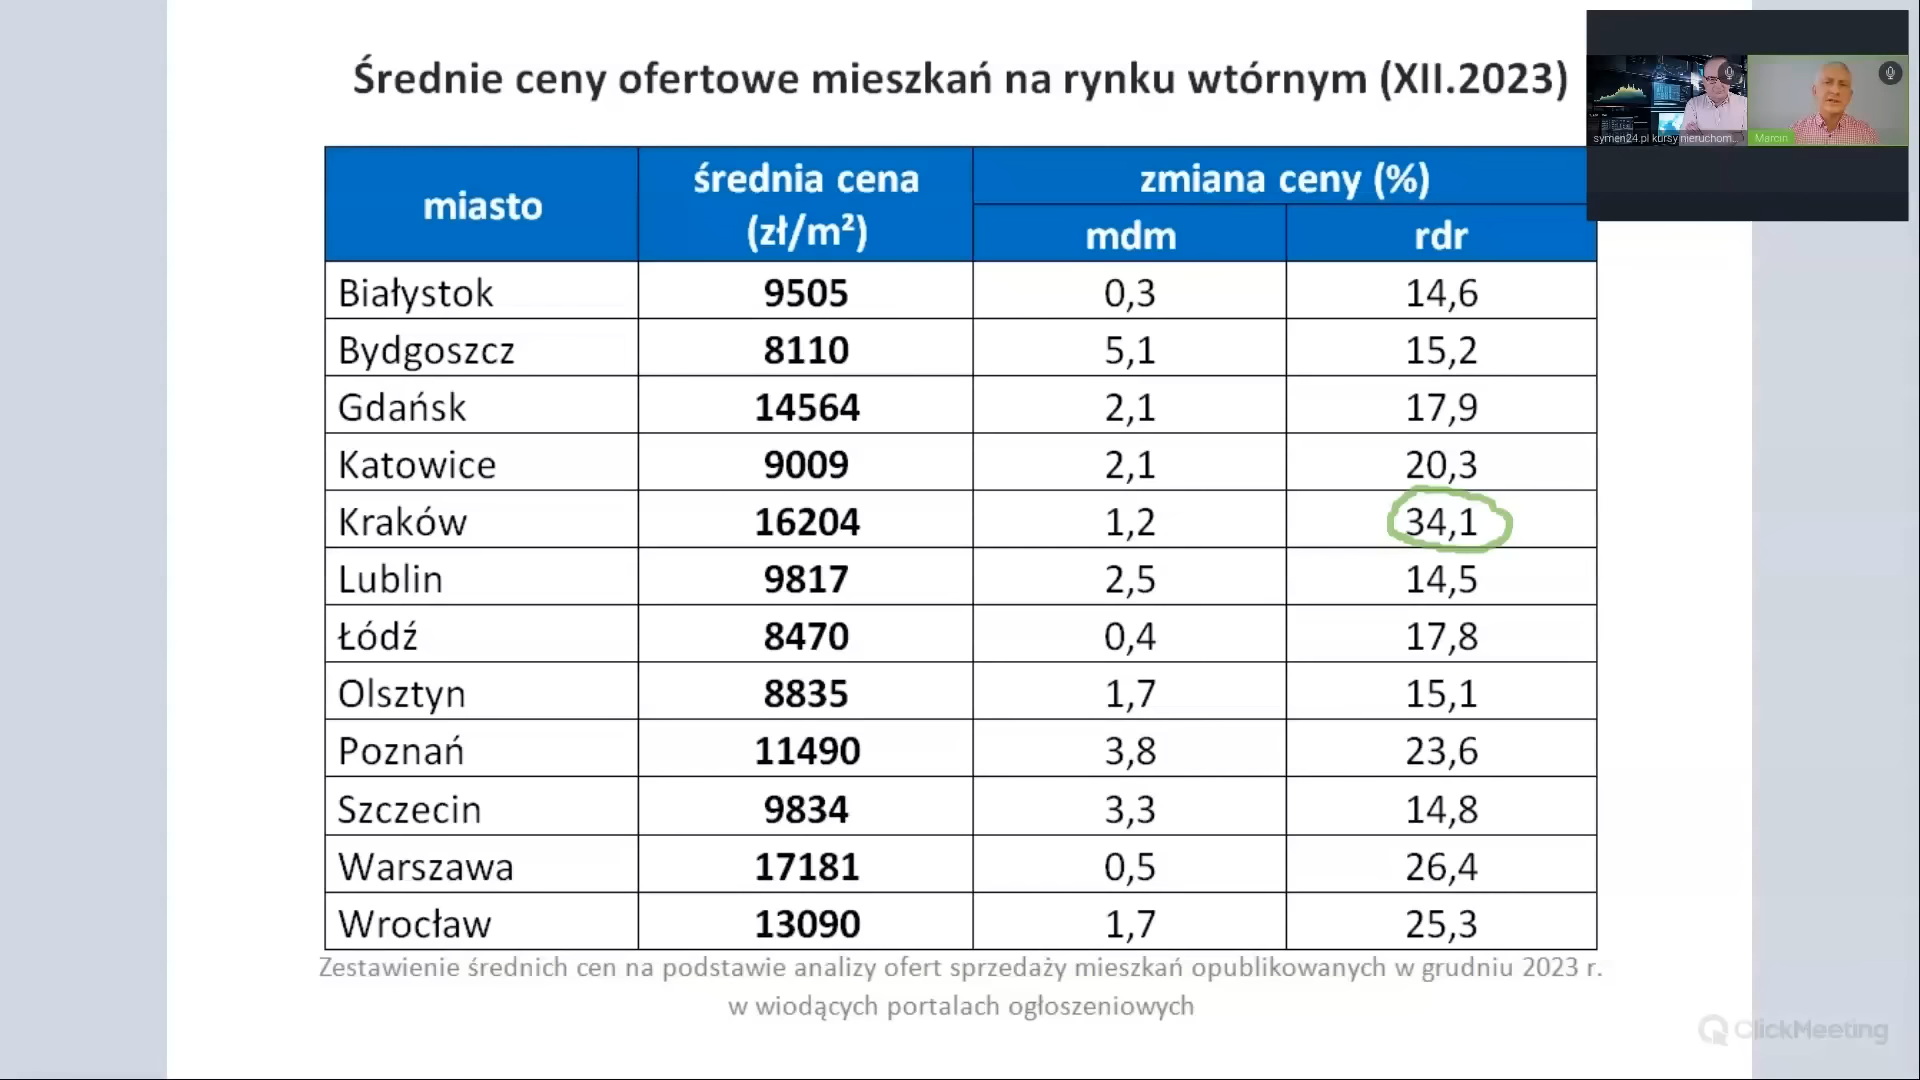 Średnie ceny ofertowe mieszkań na rynku wtórnym (XII.2023)
symen24.pl kursy nieruchom...
Marcin
miasto średnia cena (zł/m²) zmiana ceny (%)
mdm rdr
Białystok 9505 0,3 14,6
Bydgoszcz 8110 5,1 15,2
Gdańsk 14564 2,1 17,9
Katowice 9009 2,1 20,3
Kraków 16204 1,2 34,1
Lublin 9817 2,5 14,5
Łódź 8470 0,4 17,8
Olsztyn 8835 1,7 15,1
Poznań 11490 3,8 23,6
Szczecin 9834 3,3 14,8
Warszawa 17181 0,5 26,4
Wrocław 13090 1,7 25,3
Zestawienie średnich cen na podstawie analizy ofert sprzedaży mieszkań opublikowanych w grudniu 2023 r.
w wiodących portalach ogłoszeniowych
ClickMeeting